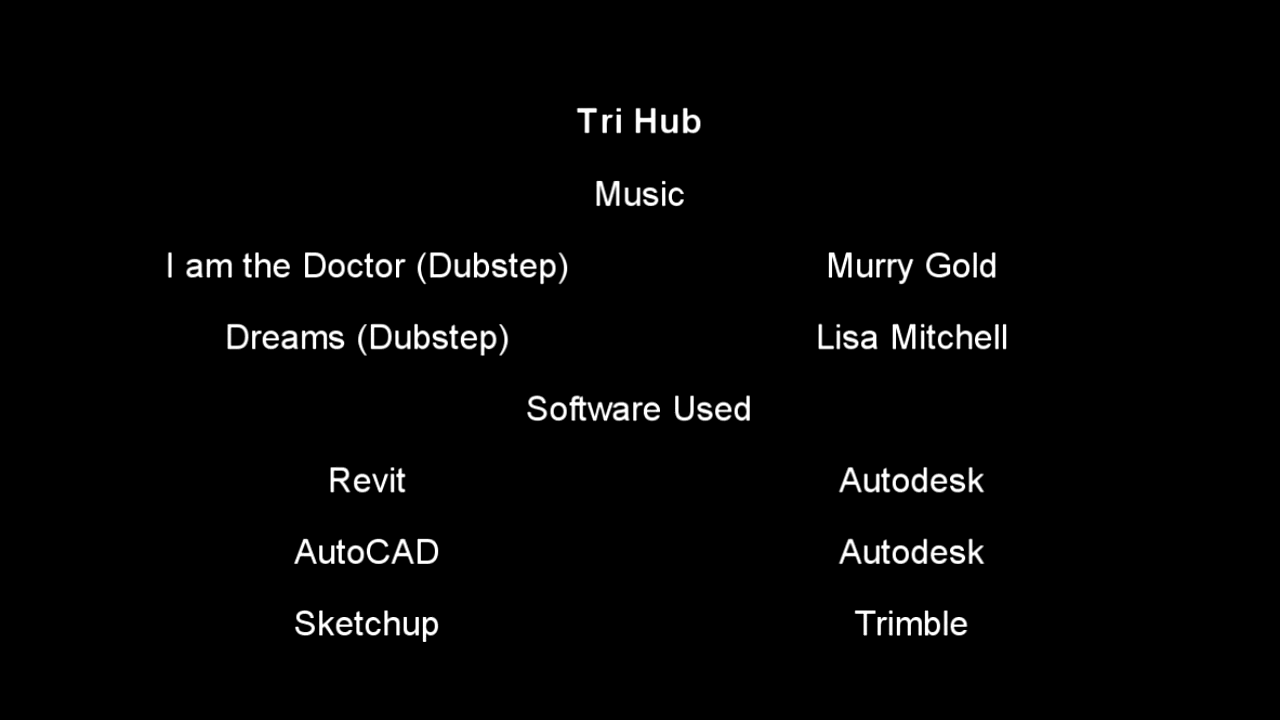 Tri Hub
Music
I am the Doctor (Dubstep) Murry Gold
Dreams (Dubstep) Lisa Mitchell
Software Used
Revit Autodesk
AutoCAD Autodesk
Sketchup Trimble